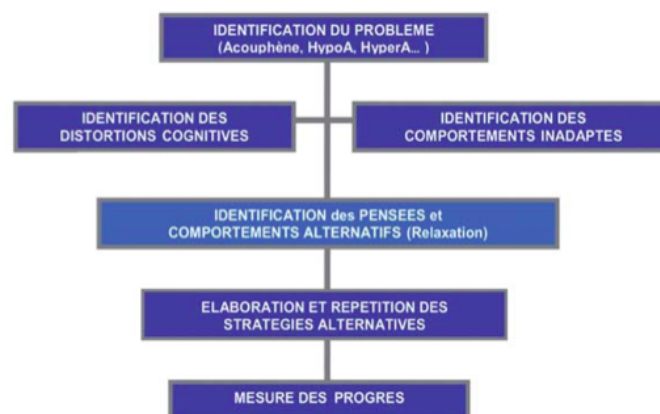 IDENTIFICATION DU PROBLEME
(Acouphène, HypoA, HyperA... )
IDENTIFICATION DES
DISTORTIONS COGNITIVES
IDENTIFICATION DES
COMPORTEMENTS INADAPTES
IDENTIFICATION des PENSEES et
COMPORTEMENTS ALTERNATIFS (Relaxation)
ELABORATION ET REPETITION DES
STRATEGIES ALTERNATIVES
MESURE DES PROGRES